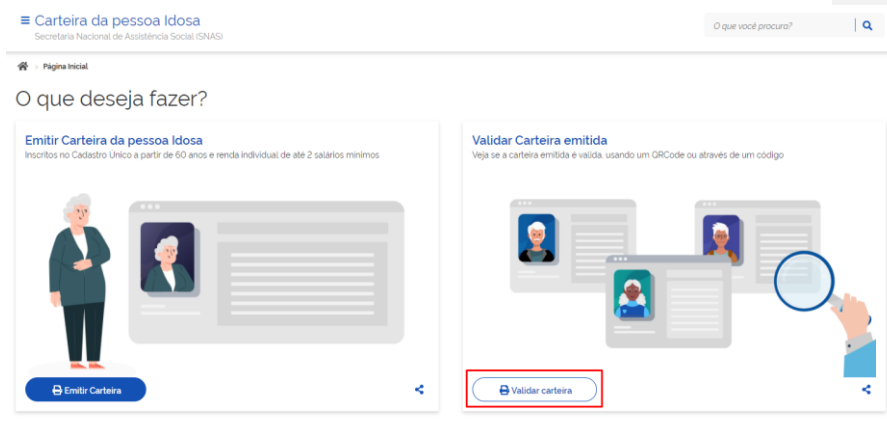 Carteira da pessoa Idosa
Secretaria Nacional de Assistência Social (SNAS)
O que você procura?
Página Inicial
O que deseja fazer?
Emitir Carteira da pessoa Idosa
Inscritos no Cadastro Único a partir de 60 anos e renda individual de até 2 salários mínimos
Validar Carteira emitida
Veja se a carteira emitida é valida, usando um QRCode ou através de um código
Emitir Carteira
Validar carteira